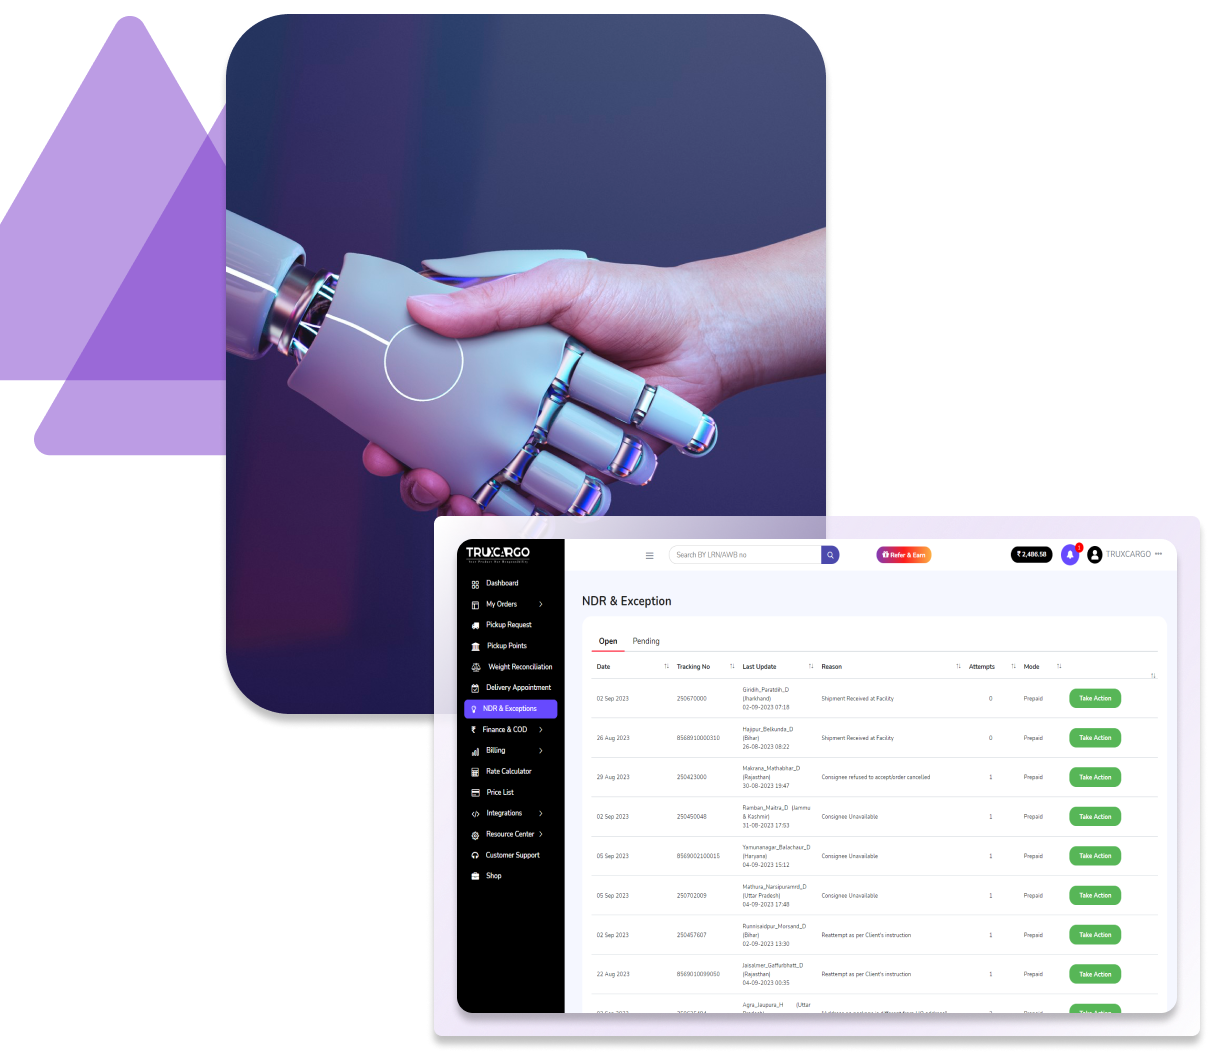 TRUXCARGO
Your Product Our Responsibility
Search BY LRN/AWB no
Refer & Earn
₹ 2,486.58
1
TRUXCARGO
Dashboard
My Orders
Pickup Request
Pickup Points
Weight Reconciliation
Delivery Appointment
NDR & Exceptions
Finance & COD
Billing
Rate Calculator
Price List
Integrations
Resource Center
Customer Support
Shop
NDR & Exception
Open Pending
Date Tracking No Last Update Reason Attempts Mode
02 Sep 2023 250670000 Giridih_Paratdih_D (Jharkhand) 02-09-2023 07:18 Shipment Received at Facility 0 Prepaid Take Action
26 Aug 2023 8568910000310 Hajipur_Belkunda_D (Bihar) 26-08-2023 08:22 Shipment Received at Facility 0 Prepaid Take Action
29 Aug 2023 250423000 Makrana_Mathabhar_D (Rajasthan) 30-08-2023 19:47 Consignee refused to accept/order cancelled 1 Prepaid Take Action
02 Sep 2023 250450048 Ramban_Maitra_D (Jammu & Kashmir) 31-08-2023 17:53 Consignee Unavailable 1 Prepaid Take Action
05 Sep 2023 8569002100015 Yamunanagar_Balachaur_D (Haryana) 04-09-2023 15:12 Consignee Unavailable 1 Prepaid Take Action
05 Sep 2023 250702009 Mathura_Narsipuramrd_D (Uttar Pradesh) 04-09-2023 17:48 Consignee Unavailable 1 Prepaid Take Action
02 Sep 2023 250457607 Runnisaidpur_Morsand_D (Bihar) 02-09-2023 13:30 Reattempt as per Client's instruction 1 Prepaid Take Action
22 Aug 2023 8569010099050 Jaisalmer_Gaffurbhatt_D (Rajasthan) 04-09-2023 00:35 Reattempt as per Client's instruction 1 Prepaid Take Action
Agra_Jaupura_H (Uttar